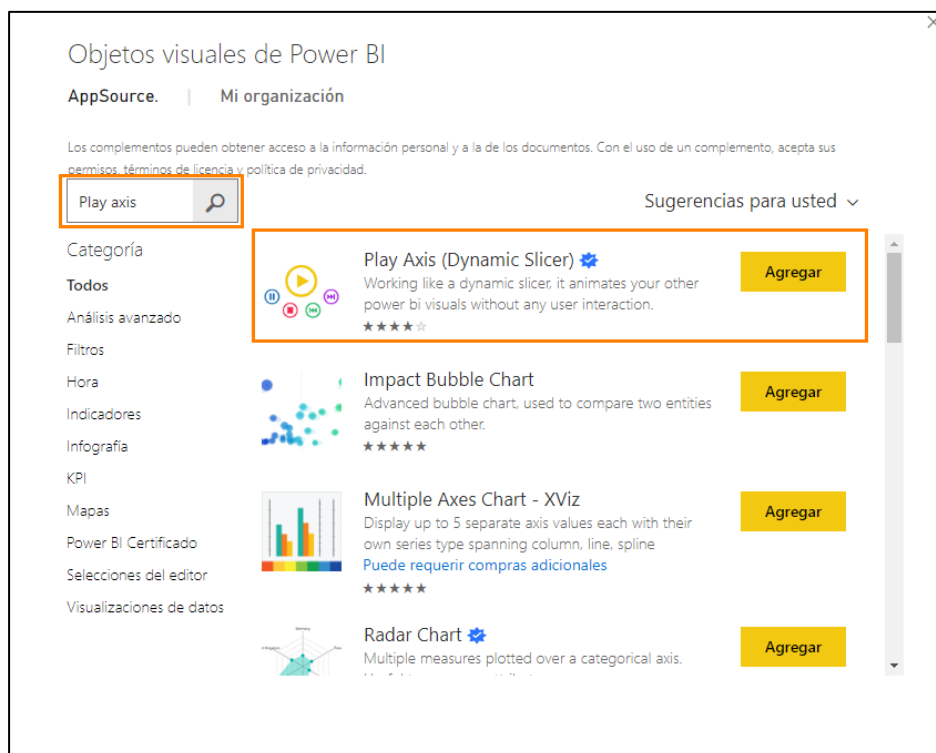 Objetos visuales de Power BI
AppSource. | Mi organización
Los complementos pueden obtener acceso a la información personal y a la de los documentos. Con el uso de un complemento, acepta sus
permisos, términos de licencia y política de privacidad.
Play axis
Sugerencias para usted
Categoría
Todos
Análisis avanzado
Filtros
Hora
Indicadores
Infografía
KPI
Mapas
Power BI Certificado
Selecciones del editor
Visualizaciones de datos
Play Axis (Dynamic Slicer)
Working like a dynamic slicer, it animates your other
power bi visuals without any user interaction.
Agregar
Impact Bubble Chart
Advanced bubble chart, used to compare two entities
against each other.
Agregar
Multiple Axes Chart - XViz
Display up to 5 separate axis values each with their
own series type spanning column, line, spline
Puede requerir compras adicionales
Agregar
Radar Chart
Multiple measures plotted over a categorical axis.
Agregar